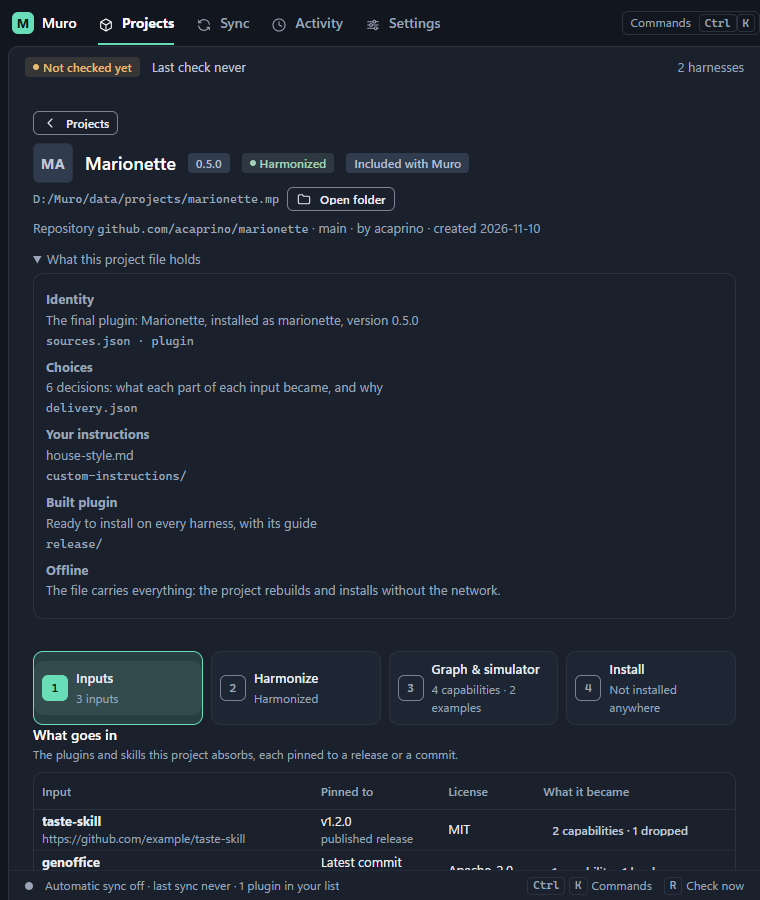 M Muro Projects Sync Activity Settings Commands Ctrl K
Not checked yet Last check never 2 harnesses
Projects
MA Marionette 0.5.0 Harmonized Included with Muro
D:/Muro/data/projects/marionette.mp Open folder
Repository github.com/acaprino/marionette · main · by acaprino · created 2026-11-10
▼ What this project file holds
Identity
The final plugin: Marionette, installed as marionette, version 0.5.0
sources.json · plugin
Choices
6 decisions: what each part of each input became, and why
delivery.json
Your instructions
house-style.md
custom-instructions/
Built plugin
Ready to install on every harness, with its guide
release/
Offline
The file carries everything: the project rebuilds and installs without the network.
1 Inputs
3 inputs
2 Harmonize
Harmonized
3 Graph & simulator
4 capabilities · 2
examples
4 Install
Not installed
anywhere
What goes in
The plugins and skills this project absorbs, each pinned to a release or a commit.
Input Pinned to License What it became
taste-skill v1.2.0 MIT 2 capabilities · 1 dropped
https://github.com/example/taste-skill published release
genoffice Latest commit
Automatic sync off · last sync never · 1 plugin in your list Ctrl K Commands R Check now